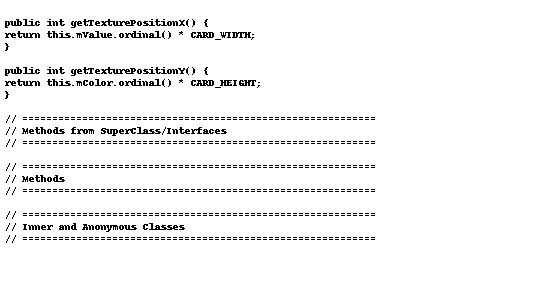 public int getTexturePositionX() {
return this.mValue.ordinal() * CARD_WIDTH;
}
public int getTexturePositionY() {
return this.mColor.ordinal() * CARD_HEIGHT;
}
// ===========================================================
// Methods from SuperClass/Interfaces
// ===========================================================
// ===========================================================
// Methods
// ===========================================================
// ===========================================================
// Inner and Anonymous Classes
// ===========================================================